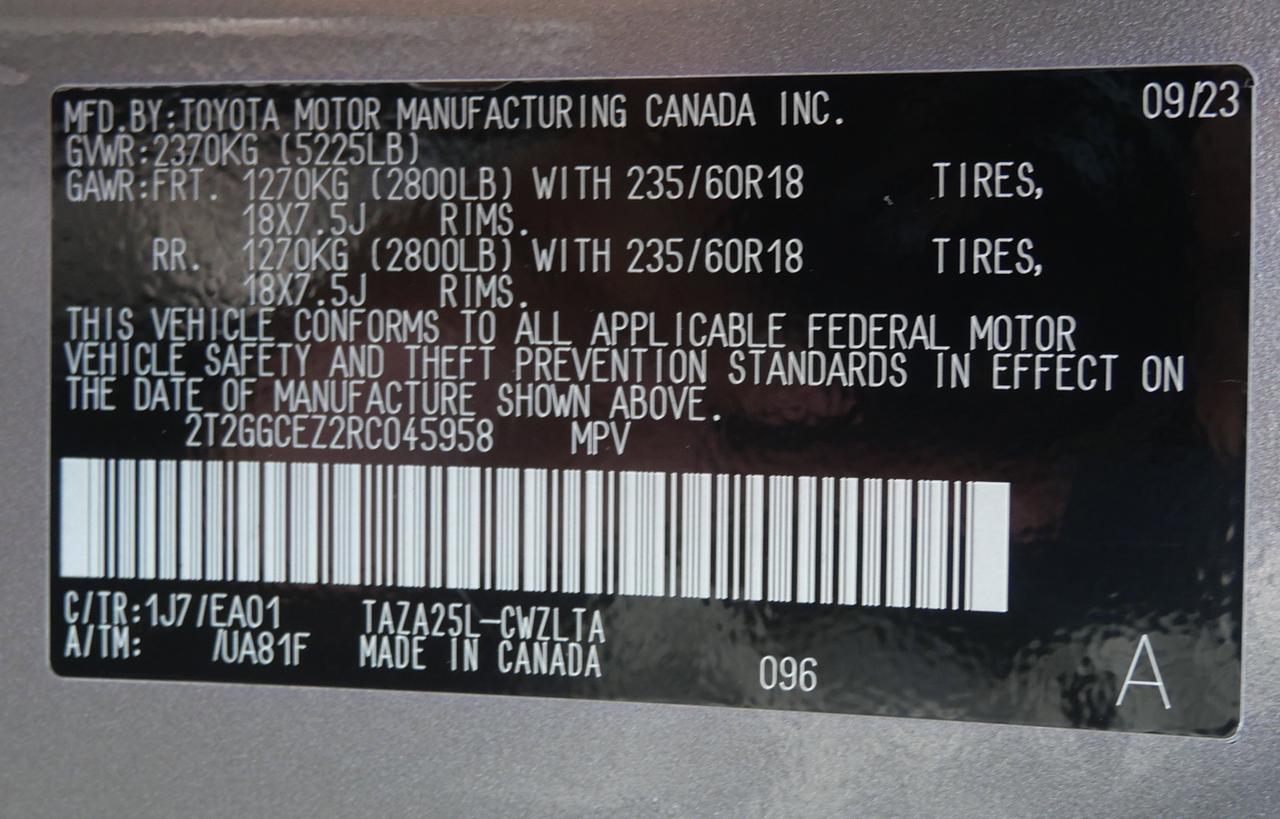 MFD.BY:TOYOTA MOTOR MANUFACTURING CANADA INC. 09/23
GVWR:2370KG (5225LB)
GAWR:FRT. 1270KG (2800LB) WITH 235/60R18 TIRES,
18X7.5J RIMS.
RR. 1270KG (2800LB) WITH 235/60R18 TIRES,
18X7.5J RIMS.
THIS VEHICLE CONFORMS TO ALL APPLICABLE FEDERAL MOTOR
VEHICLE SAFETY AND THEFT PREVENTION STANDARDS IN EFFECT ON
THE DATE OF MANUFACTURE SHOWN ABOVE.
2T2GGCEZ2RC045958 MPV
C/TR:1J7/EA01 TAZA25L-CWZLTA
A/TM: /UA81F MADE IN CANADA 096 A